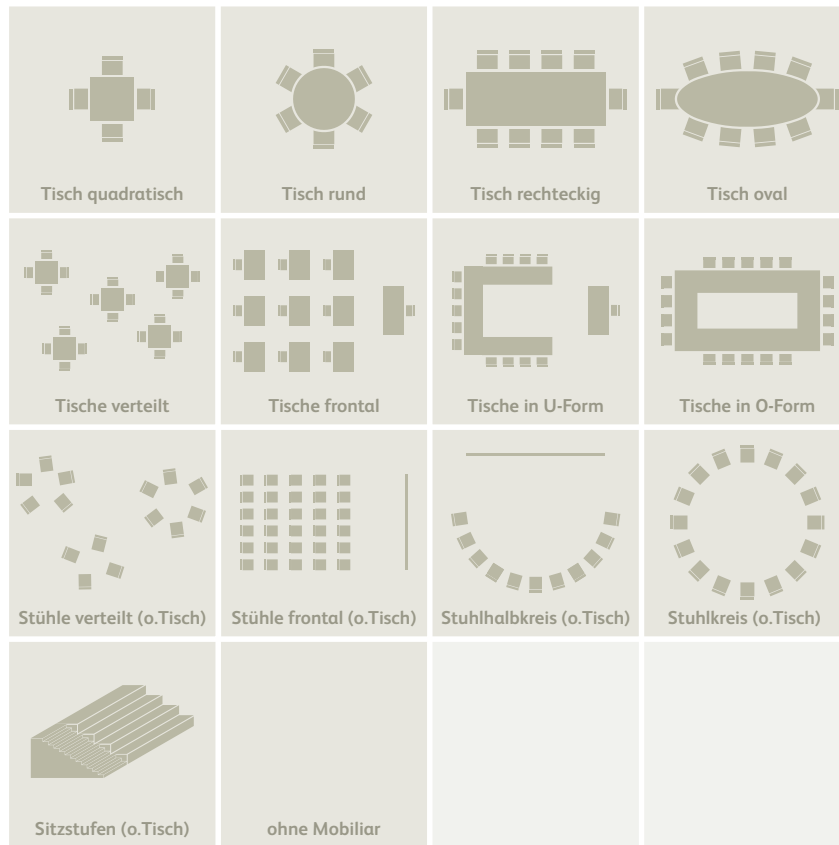 Tisch quadratisch
Tisch rund
Tisch rechteckig
Tisch oval
Tische verteilt
Tische frontal
Tische in U-Form
Tische in O-Form
Stühle verteilt (o.Tisch)
Stühle frontal (o.Tisch)
Stuhlhalbkreis (o.Tisch)
Stuhlkreis (o.Tisch)
Sitzstufen (o.Tisch)
ohne Mobiliar